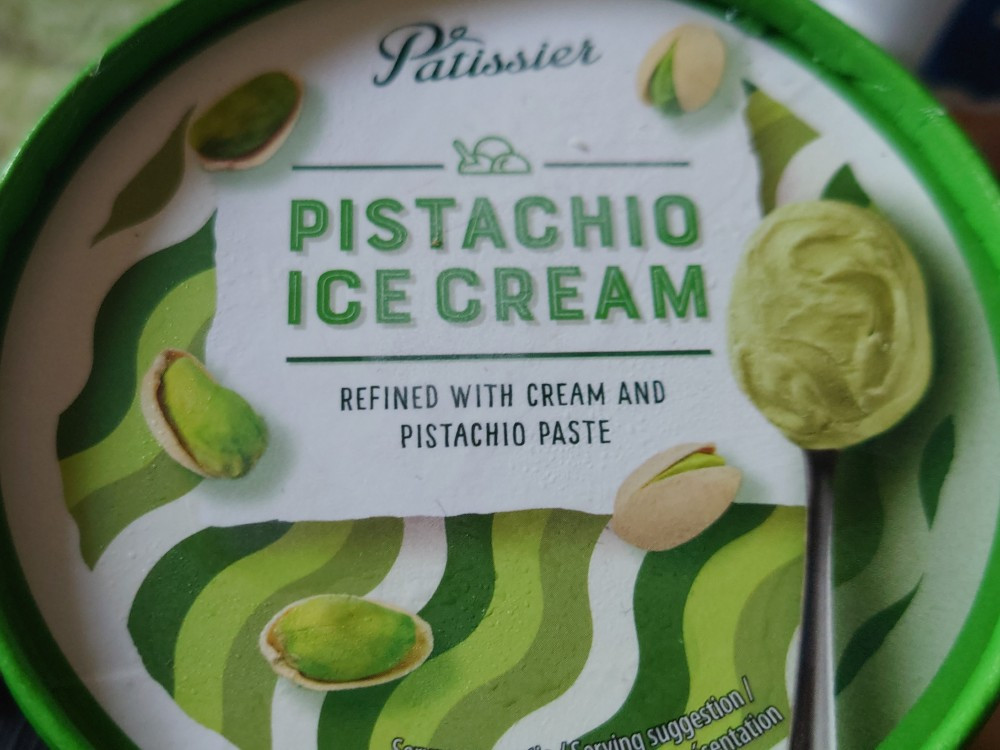 Patissier
PISTACHIO
ICE CREAM
REFINED WITH CREAM AND
PISTACHIO PASTE
/ Serving suggestion /